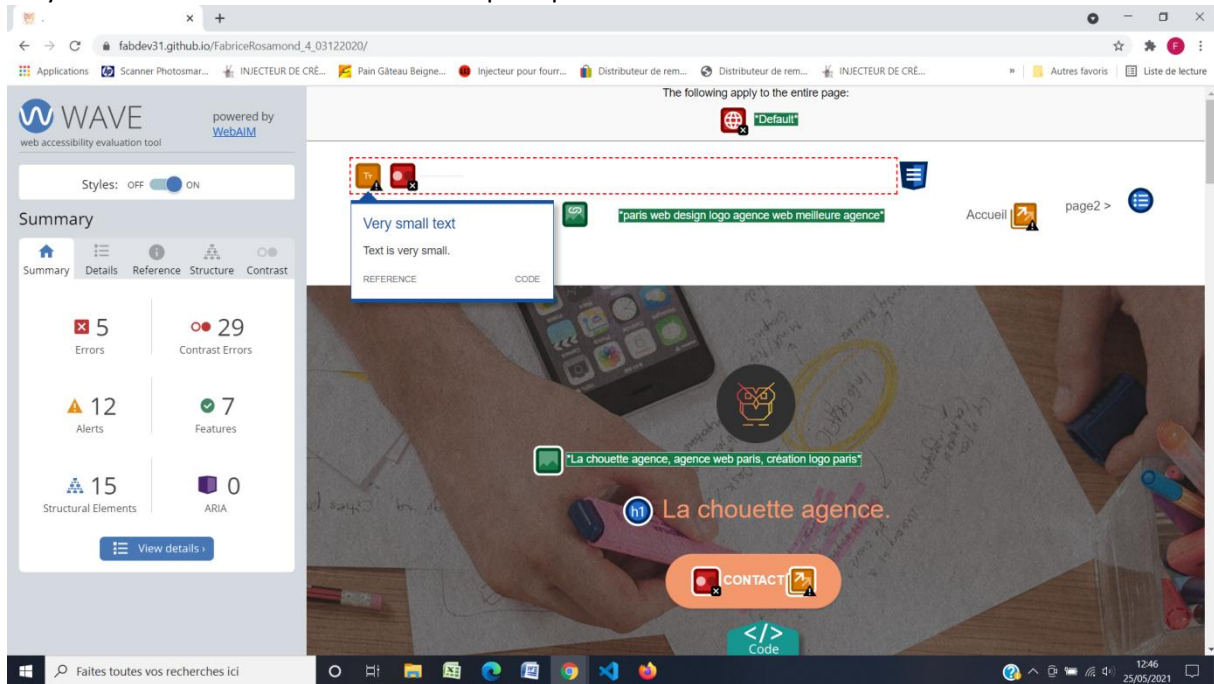 .
fabdev31.github.io/FabriceRosamond_4_03122020/
F
Applications Scanner Photosmar... INJECTEUR DE CRÈ... Pain Gâteau Beigne... Injecteur pour fourr... Distributeur de rem... Distributeur de rem... INJECTEUR DE CRÈ... » Autres favoris Liste de lecture
WAVE
web accessibility evaluation tool
powered by
WebAIM
Styles: OFF ON
Summary
Summary Details Reference Structure Contrast
5
Errors
29
Contrast Errors
12
Alerts
7
Features
15
Structural Elements
0
ARIA
View details ›
The following apply to the entire page:
*Default*
Very small text
Text is very small.
REFERENCE CODE
*paris web design logo agence web meilleure agence*
Accueil
page2 >
*La chouette agence, agence web paris, création logo paris*
h1 La chouette agence.
CONTACT
</>
Code
Faites toutes vos recherches ici
12:46
25/05/2021